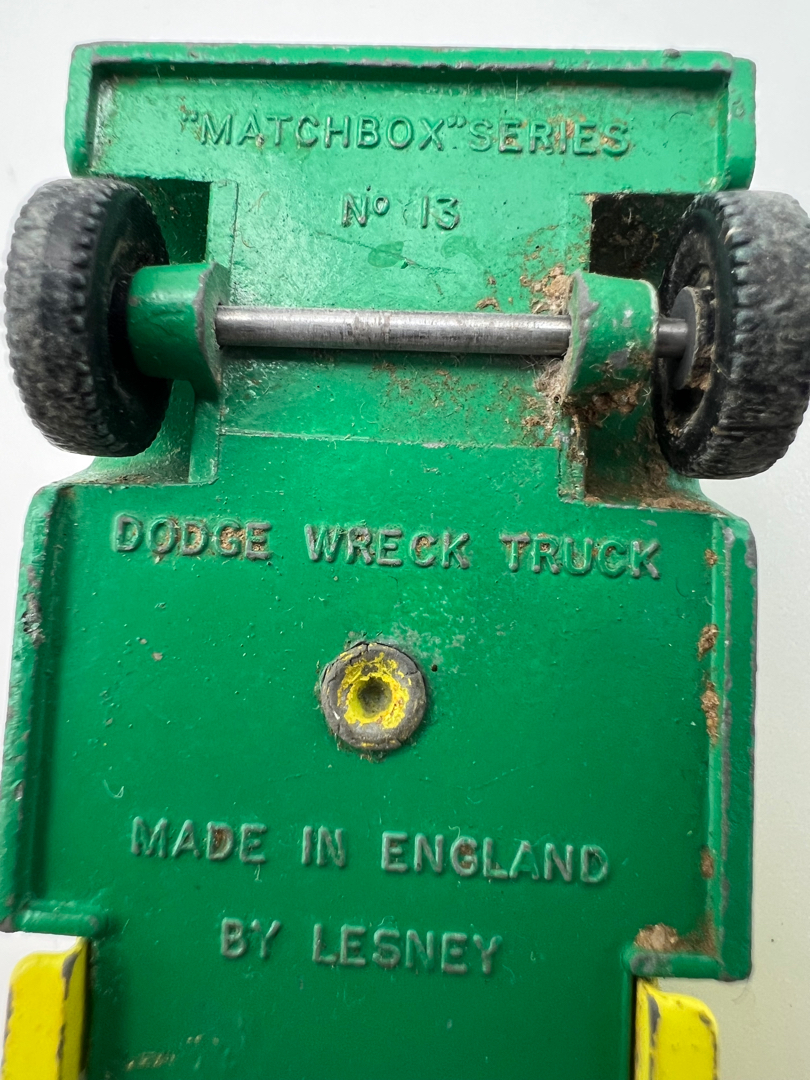 "MATCHBOX" SERIES
Nº 13
DODGE WRECK TRUCK
MADE IN ENGLAND
BY LESNEY